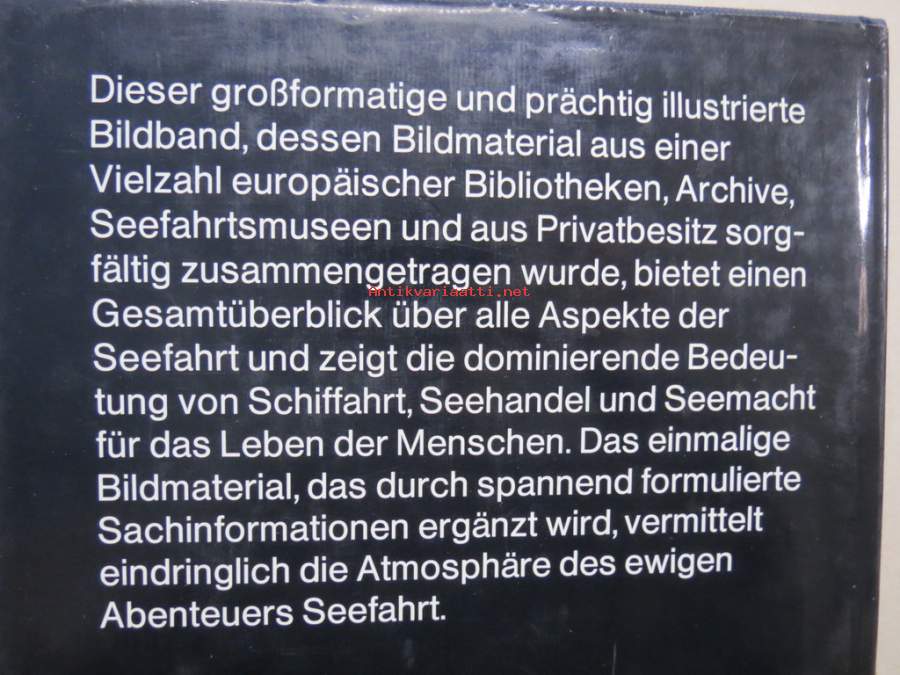 Dieser großformatige und prächtig illustrierte
Bildband, dessen Bildmaterial aus einer
Vielzahl europäischer Bibliotheken, Archive,
Seefahrtsmuseen und aus Privatbesitz sorg-
fältig zusammengetragen wurde, bietet einen
Antikvariaatti.net
Gesamtüberblick über alle Aspekte der
Seefahrt und zeigt die dominierende Bedeu-
tung von Schiffahrt, Seehandel und Seemacht
für das Leben der Menschen. Das einmalige
Bildmaterial, das durch spannend formulierte
Sachinformationen ergänzt wird, vermittelt
eindringlich die Atmosphäre des ewigen
Abenteuers Seefahrt.